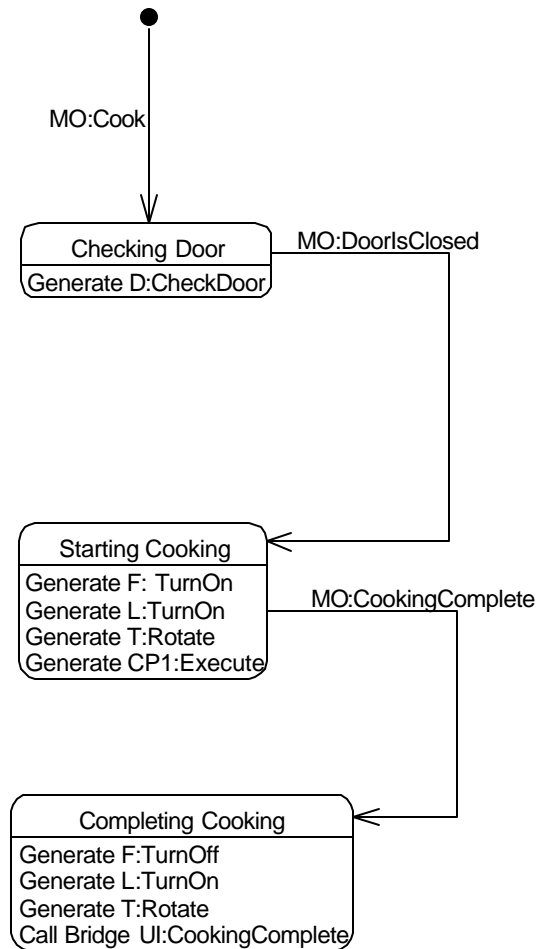 MO:Cook
Checking Door
MO:DoorIsClosed
Generate D:CheckDoor
Starting Cooking
Generate F: TurnOn
Generate L:TurnOn
MO:CookingComplete
Generate T:Rotate
Generate CP1:Execute
Completing Cooking
Generate F:TurnOff
Generate L:TurnOn
Generate T:Rotate
Call Bridge UI:CookingComplete